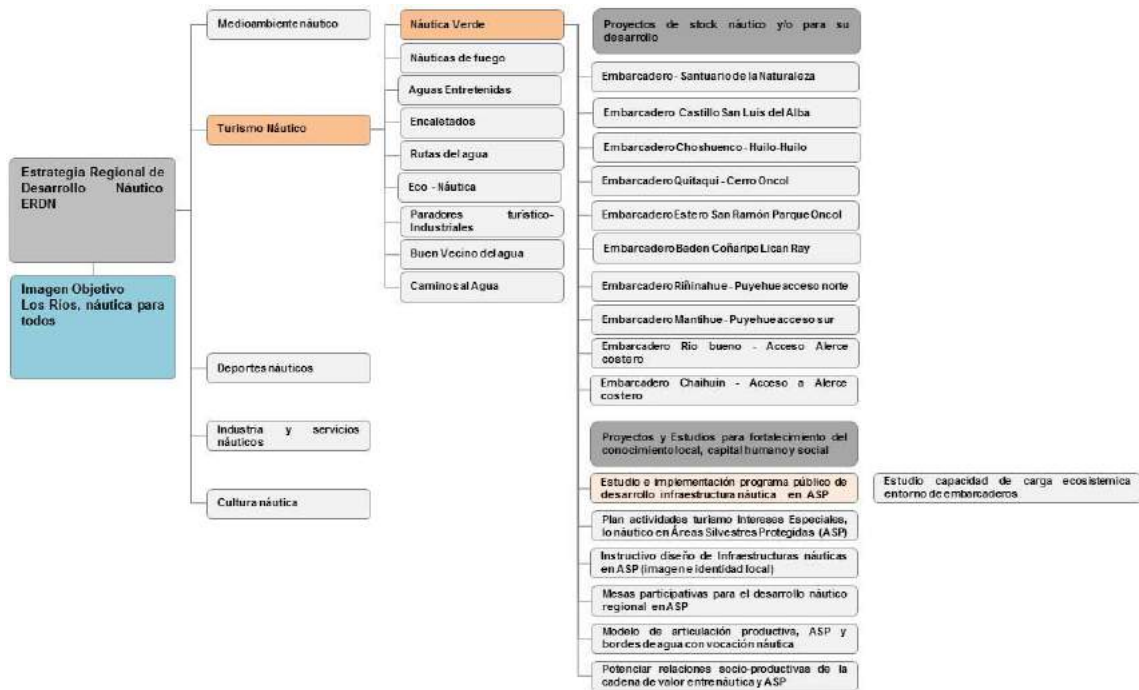 Estrategia Regional de
Desarrollo Náutico
ERDN
Imagen Objetivo
Los Ríos, náutica para
todos
Medioambiente náutico
Turismo Náutico
Deportes náuticos
Industria y servicios
náuticos
Cultura náutica
Náutica Verde
Náuticas de fuego
Aguas Entretenidas
Encaletados
Rutas del agua
Eco - Náutica
Paradores turístico-
Industriales
Buen Vecino del agua
Caminos al Agua
Proyectos de stock náutico y/o para su
desarrollo
Embarcadero - Santuario de la Naturaleza
Embarcadero Castillo San Luis del Alba
Embarcadero Choshuenco - Huilo-Huilo
Embarcadero Quitaqui - Cerro Oncol
Embarcadero Estero San Ramón Parque Oncol
Embarcadero Baden Coñaripe Lican Ray
Embarcadero Riñinahue - Puyehue acceso norte
Embarcadero Mantihue - Puyehue acceso sur
Embarcadero Rio bueno - Acceso Alerce
costero
Embarcadero Chaihuin - Acceso a Alerce
costero
Proyectos y Estudios para fortalecimiento del
conocimiento local, capital humano y social
Estudio e implementación programa público de
desarrollo infraestructura náutica en ASP
Estudio capacidad de carga ecosistemica
entorno de embarcaderos
Plan actividades turismo Intereses Especiales,
lo náutico en Áreas Silvestres Protegidas (ASP)
Instructivo diseño de Infraestructuras náuticas
en ASP (imagen e identidad local)
Mesas participativas para el desarrollo náutico
regional en ASP
Modelo de articulación productiva, ASP y
bordes de agua con vocación náutica
Potenciar relaciones socio-productivas de la
cadena de valor entre náutica y ASP